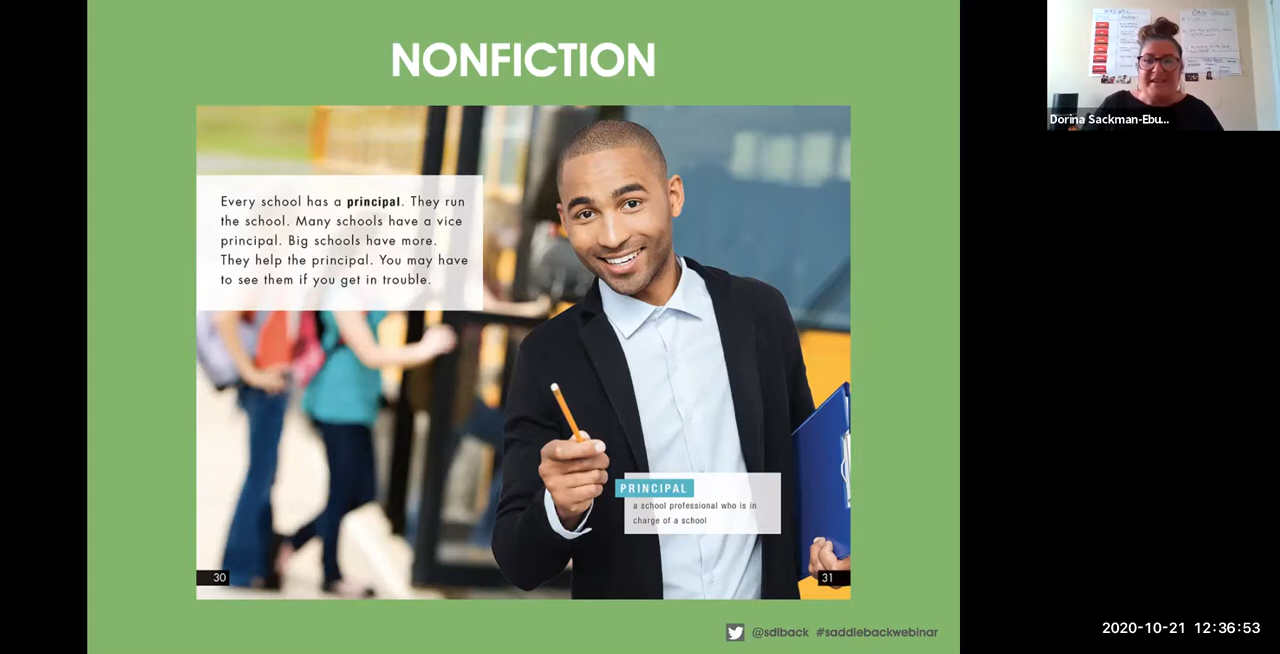 NONFICTION
Every school has a principal. They run
the school. Many schools have a vice
principal. Big schools have more.
They help the principal. You may have
to see them if you get in trouble.
PRINCIPAL
a school professional who is in
charge of a school
30
31
@sdlback #saddlebackwebinar
Dorina Sackman-Ebu...
2020-10-21 12:36:53